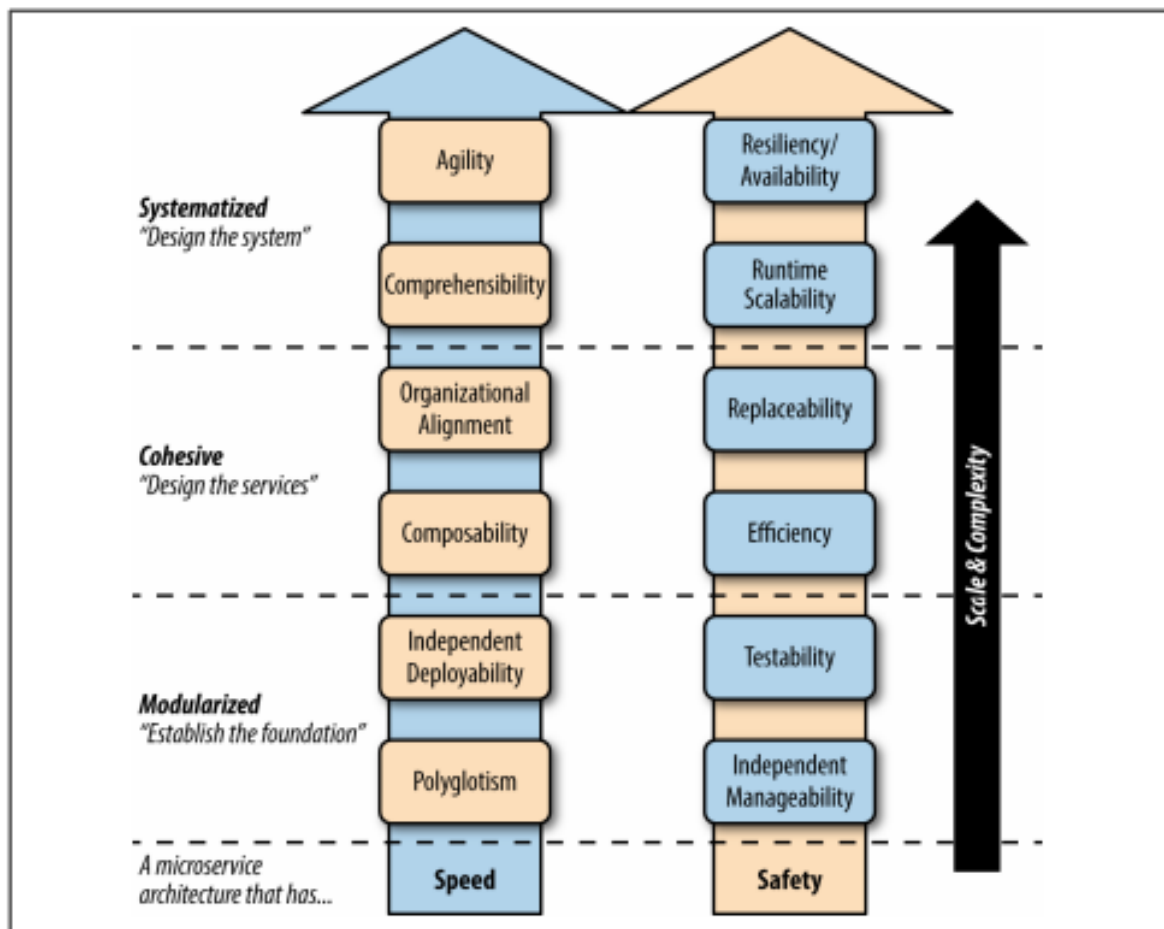 Agility
Resiliency/
Availability
Systematized
“Design the system”
Comprehensibility
Runtime
Scalability
Organizational
Alignment
Replaceability
Cohesive
“Design the services”
Composability
Efficiency
Scale & Complexity
Independent
Deployability
Testability
Modularized
“Establish the foundation”
Polyglotism
Independent
Manageability
A microservice
architecture that has...
Speed
Safety